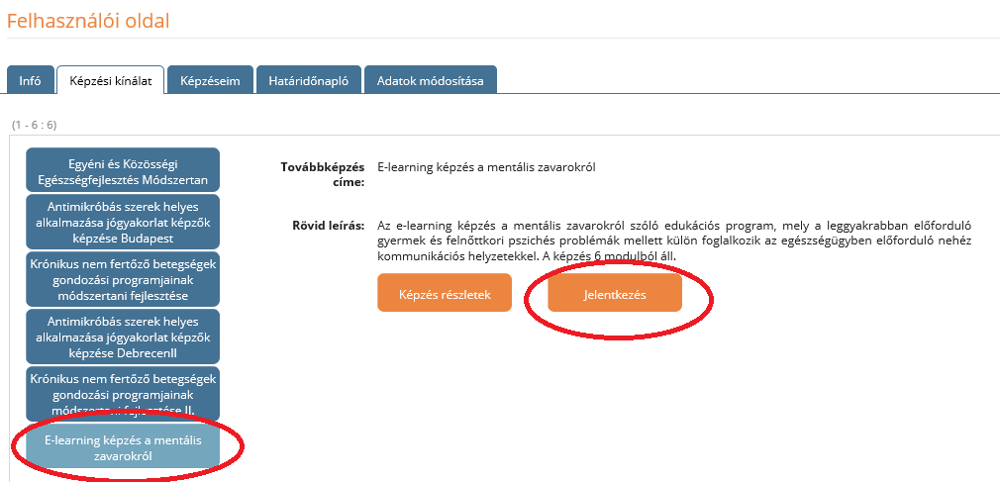 Felhasználói oldal
Infó
Képzési kínálat
Képzéseim
Határidőnapló
Adatok módosítása
(1 - 6 : 6)
Egyéni és Közösségi
Egészségfejlesztés Módszertan
Antimikróbás szerek helyes
alkalmazása jógyakorlat képzők
képzése Budapest
Krónikus nem fertőző betegségek
gondozási programjainak
módszertani fejlesztése
Antimikróbás szerek helyes
alkalmazása jógyakorlat képzők
képzése DebrecenII
Krónikus nem fertőző betegségek
gondozási programjainak
módszertani fejlesztése II.
E-learning képzés a mentális
zavarokról
Továbbképzés
címe:
E-learning képzés a mentális zavarokról
Rövid leírás:
Az e-learning képzés a mentális zavarokról szóló edukációs program, mely a leggyakrabban előforduló
gyermek és felnőttkori pszichés problémák mellett külön foglalkozik az egészségügyben előforduló nehéz
kommunikációs helyzetekkel. A képzés 6 modulból áll.
Képzés részletek
Jelentkezés